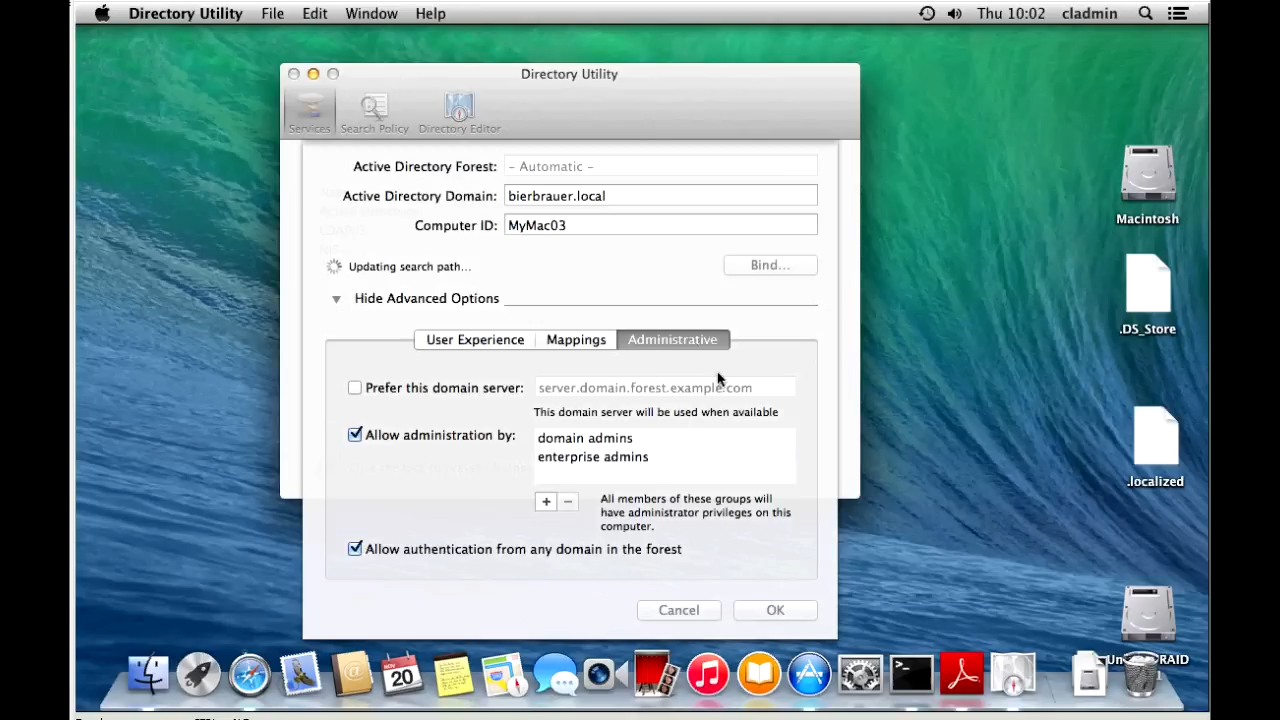 Directory Utility File Edit Window Help Thu 10:02 cladmin
Directory Utility
Services Search Policy Directory Editor
Active Directory Forest: – Automatic –
Active Directory Domain: bierbrauer.local
Computer ID: MyMac03
Updating search path... Bind...
Hide Advanced Options
User Experience Mappings Administrative
Prefer this domain server: server.domain.forest.example.com
This domain server will be used when available
Allow administration by: domain admins
enterprise admins
+ −
All members of these groups will
have administrator privileges on this
computer.
Allow authentication from any domain in the forest
Cancel OK
Macintosh
.DS_Store
.localized
RAID
NOV
20